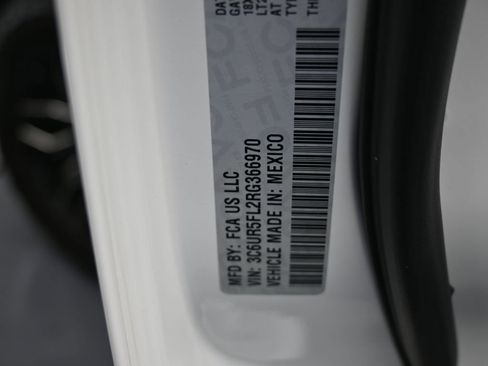 MFD BY: FCA US LLC
VIN: 3C6UR5FL2RG366970
VEHICLE MADE IN: MEXICO